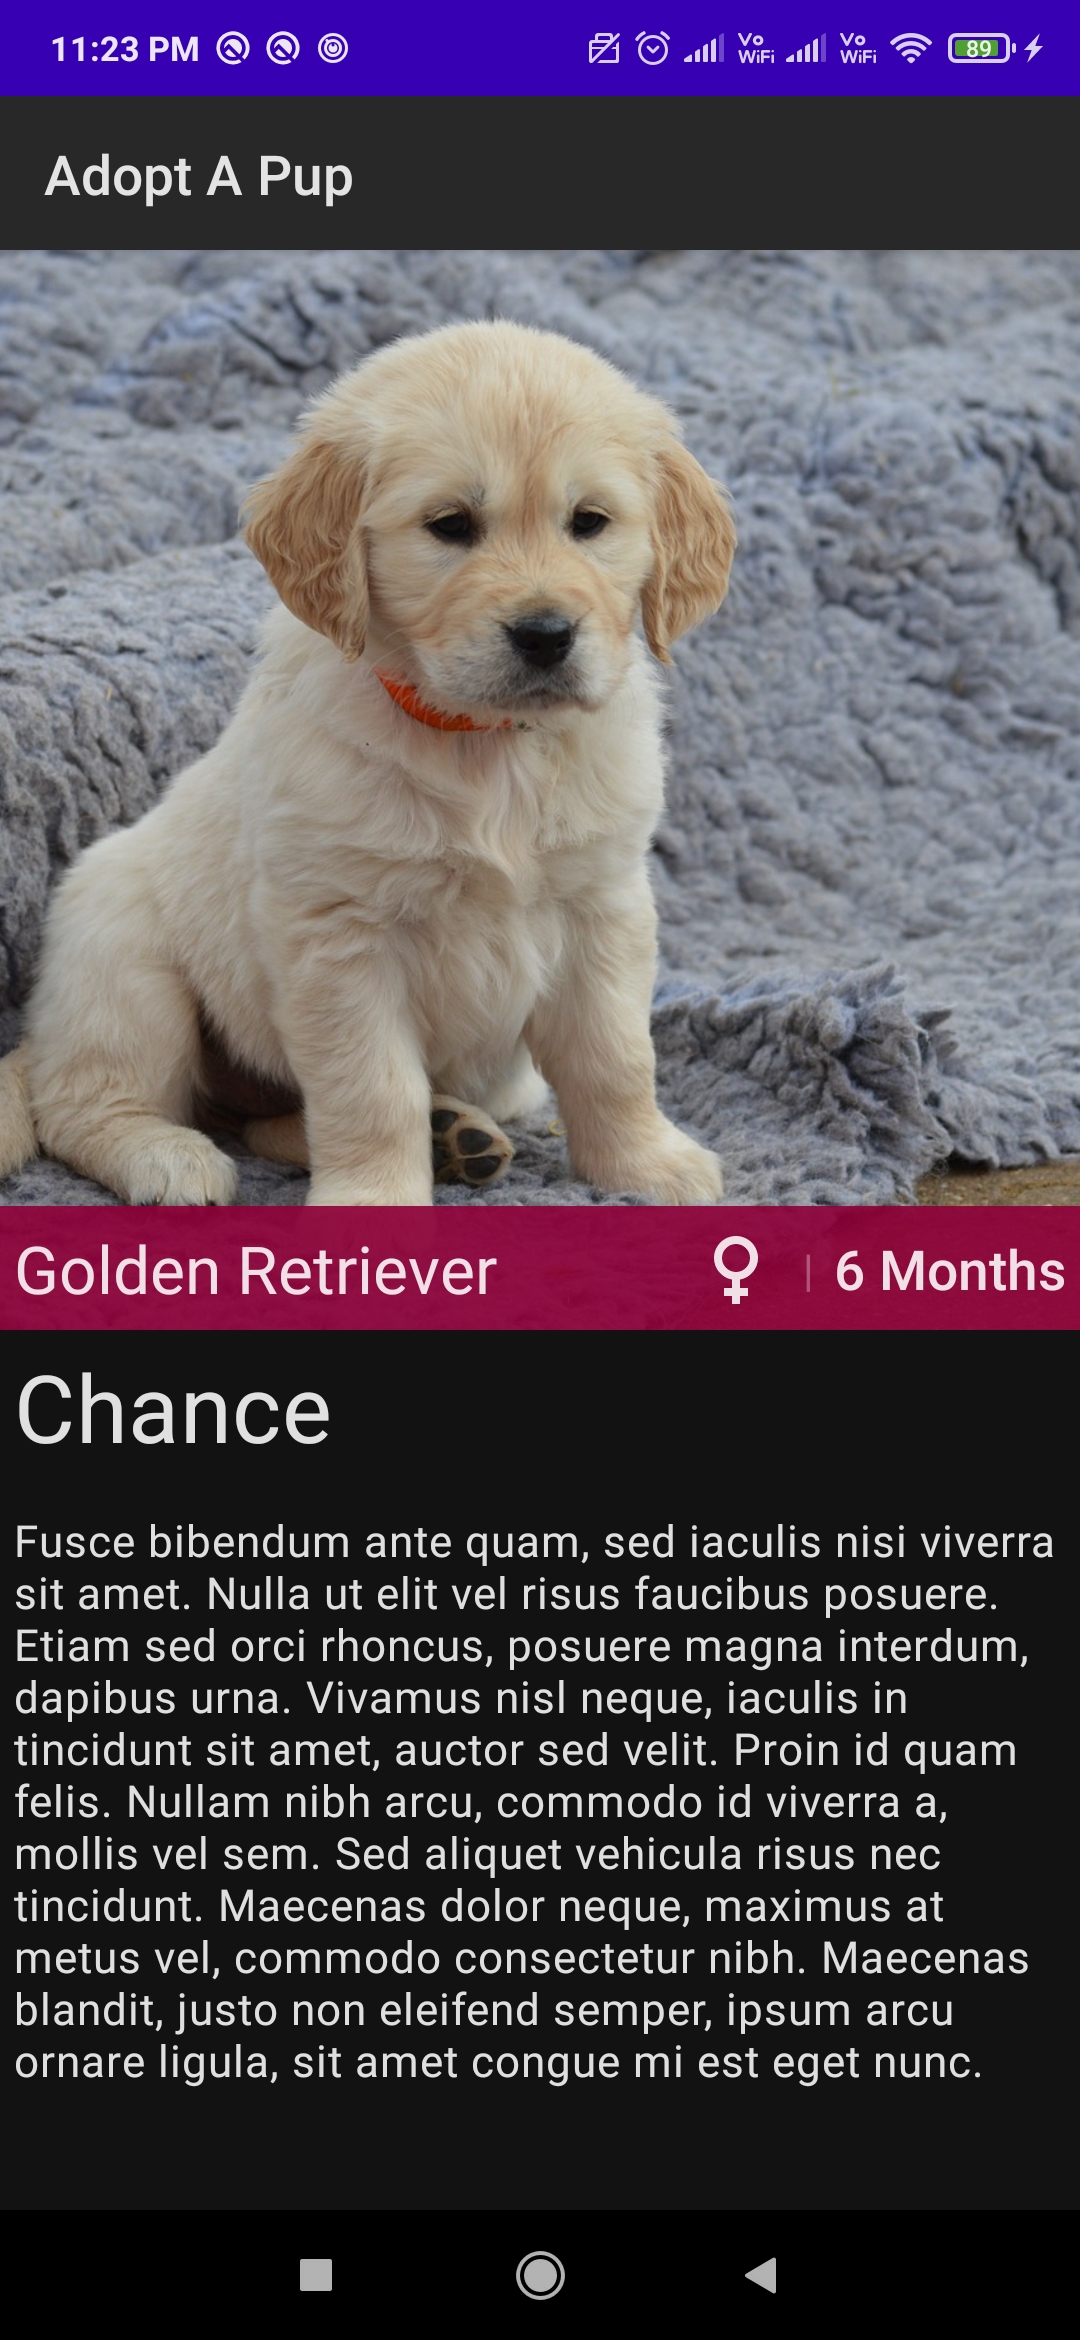 11:23 PM
Vo
WiFi
Vo
WiFi
89
Adopt A Pup
Golden Retriever
6 Months
Chance
Fusce bibendum ante quam, sed iaculis nisi viverra
sit amet. Nulla ut elit vel risus faucibus posuere.
Etiam sed orci rhoncus, posuere magna interdum,
dapibus urna. Vivamus nisl neque, iaculis in
tincidunt sit amet, auctor sed velit. Proin id quam
felis. Nullam nibh arcu, commodo id viverra a,
mollis vel sem. Sed aliquet vehicula risus nec
tincidunt. Maecenas dolor neque, maximus at
metus vel, commodo consectetur nibh. Maecenas
blandit, justo non eleifend semper, ipsum arcu
ornare ligula, sit amet congue mi est eget nunc.